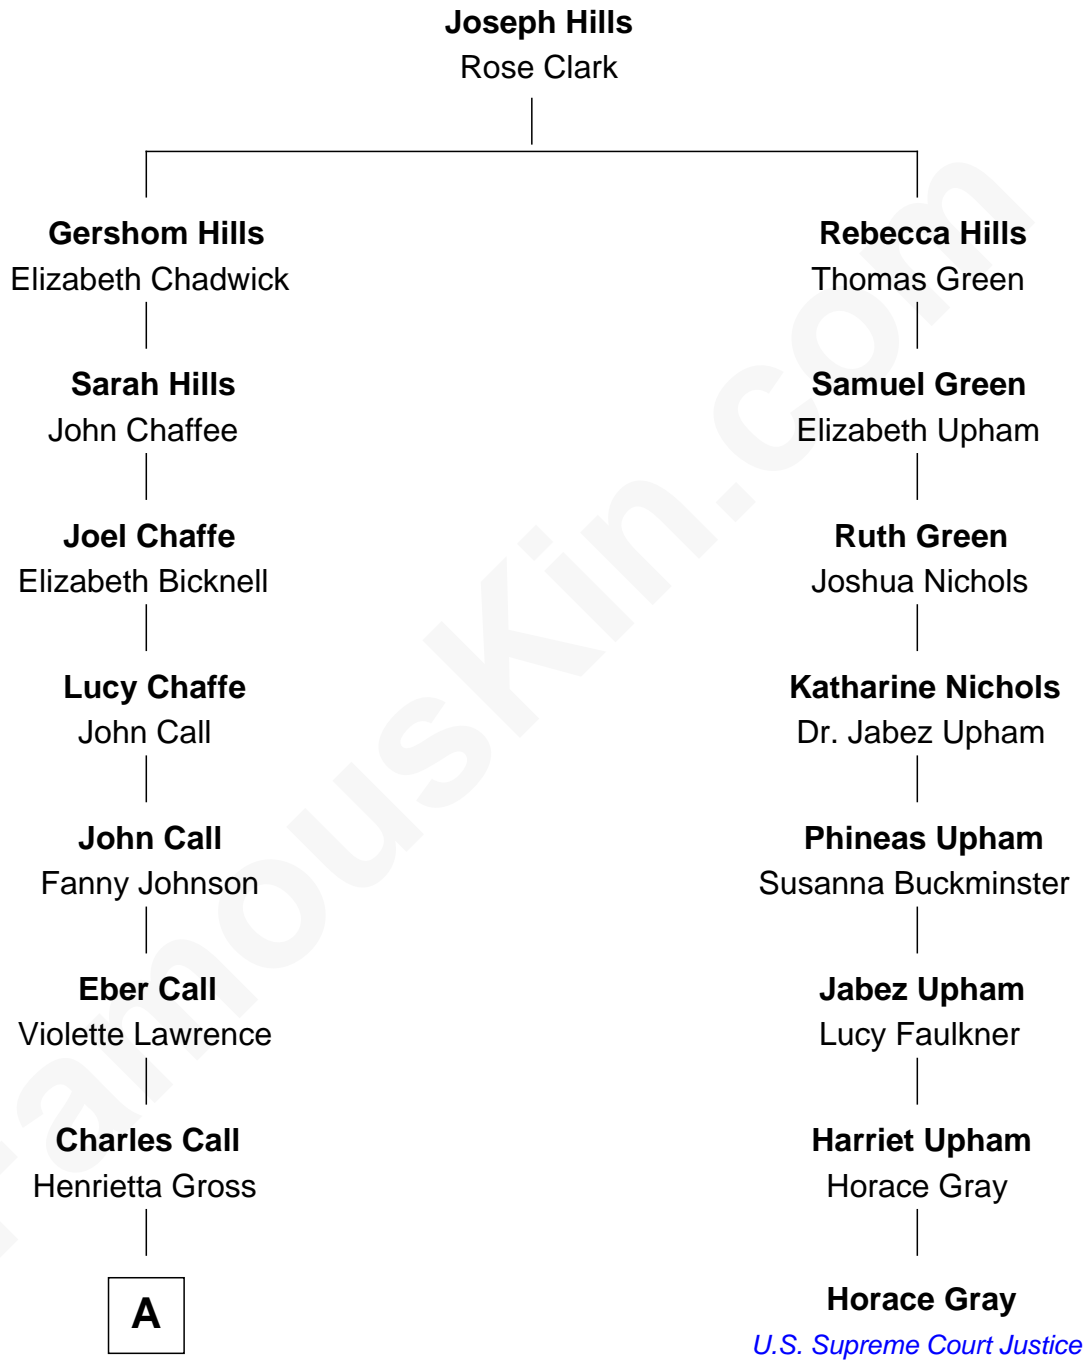 Joseph Hills
Rose Clark
Gershom Hills
Elizabeth Chadwick
Rebecca Hills
Thomas Green
Sarah Hills
John Chaffee
Samuel Green
Elizabeth Upham
Joel Chaffe
Elizabeth Bicknell
Ruth Green
Joshua Nichols
Lucy Chaffe
John Call
Katharine Nichols
Dr. Jabez Upham
John Call
Fanny Johnson
Phineas Upham
Susanna Buckminster
Eber Call
Violette Lawrence
Jabez Upham
Lucy Faulkner
Charles Call
Henrietta Gross
Harriet Upham
Horace Gray
A
Horace Gray
U.S. Supreme Court Justice
FamousKin.com